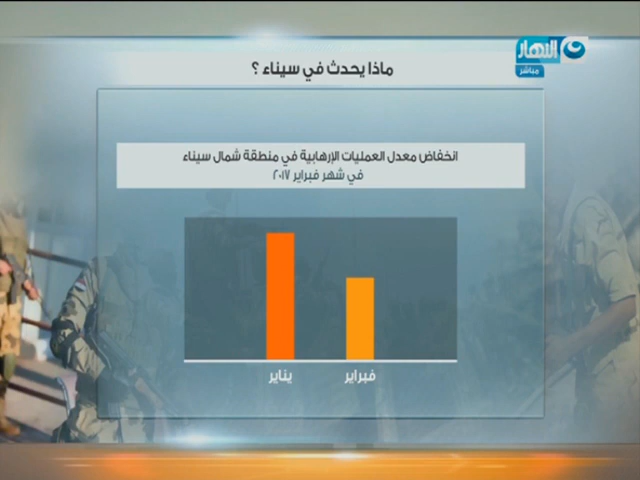 النهار
مباشر
ماذا يحدث في سيناء ؟
انخفاض معدل العمليات الإرهابية في منطقة شمال سيناء
في شهر فبراير ٢٠١٧
يناير
فبراير